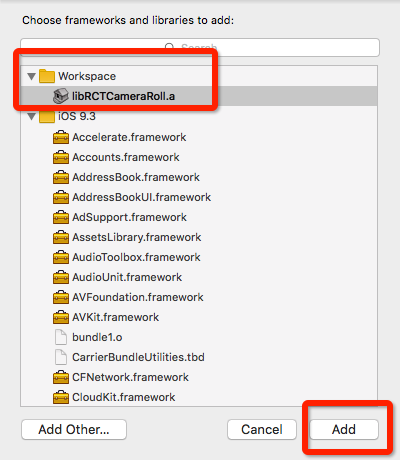 Choose frameworks and libraries to add:
Search
Workspace
libRCTCameraRoll.a
iOS 9.3
Accelerate.framework
Accounts.framework
AddressBook.framework
AddressBookUI.framework
AdSupport.framework
AssetsLibrary.framework
AudioToolbox.framework
AudioUnit.framework
AVFoundation.framework
AVKit.framework
bundle1.o
CarrierBundleUtilities.tbd
CFNetwork.framework
CloudKit.framework
Add Other... Cancel Add